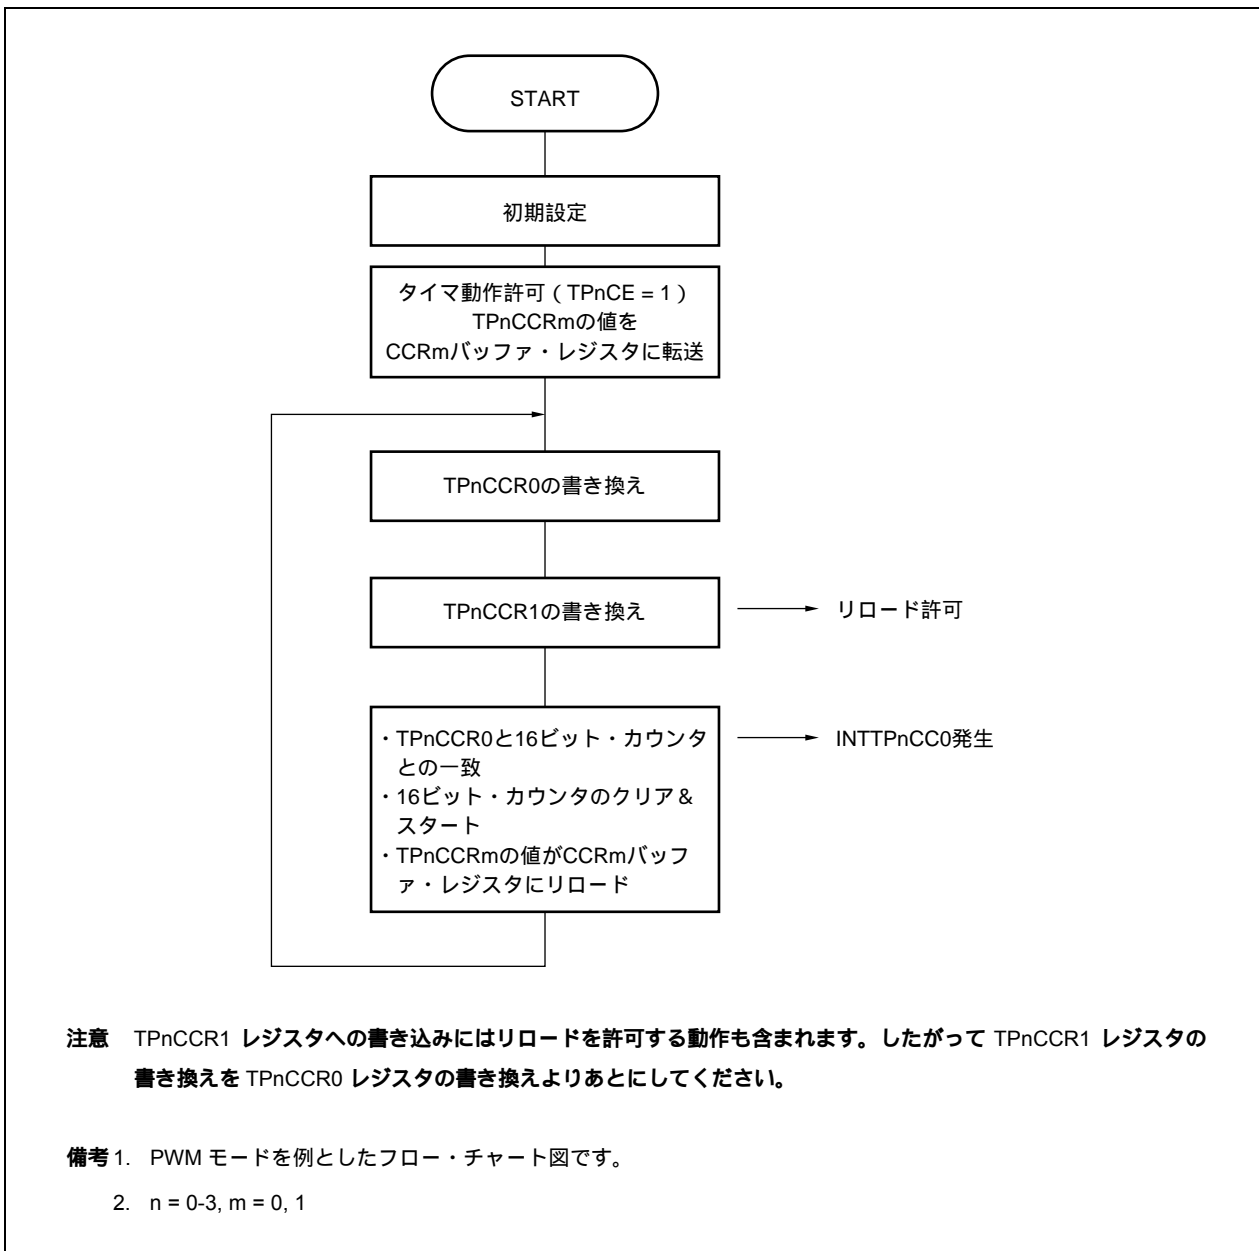 START
初期設定
タイマ動作許可(TPnCE = 1)
TPnCCRmの値を
CCRmバッファ・レジスタに転送
TPnCCR0の書き換え
TPnCCR1の書き換え
リロード許可
・TPnCCR0と16ビット・カウンタ
との一致
・16ビット・カウンタのクリア&
スタート
・TPnCCRmの値がCCRmバッフ
ァ・レジスタにリロード
INTTPnCC0発生
注意 TPnCCR1 レジスタへの書き込みにはリロードを許可する動作も含まれます。したがって TPnCCR1 レジスタの
書き換えを TPnCCR0 レジスタの書き換えよりあとにしてください。
備考 1. PWM モードを例としたフロー・チャート図です。
2. n = 0-3, m = 0, 1